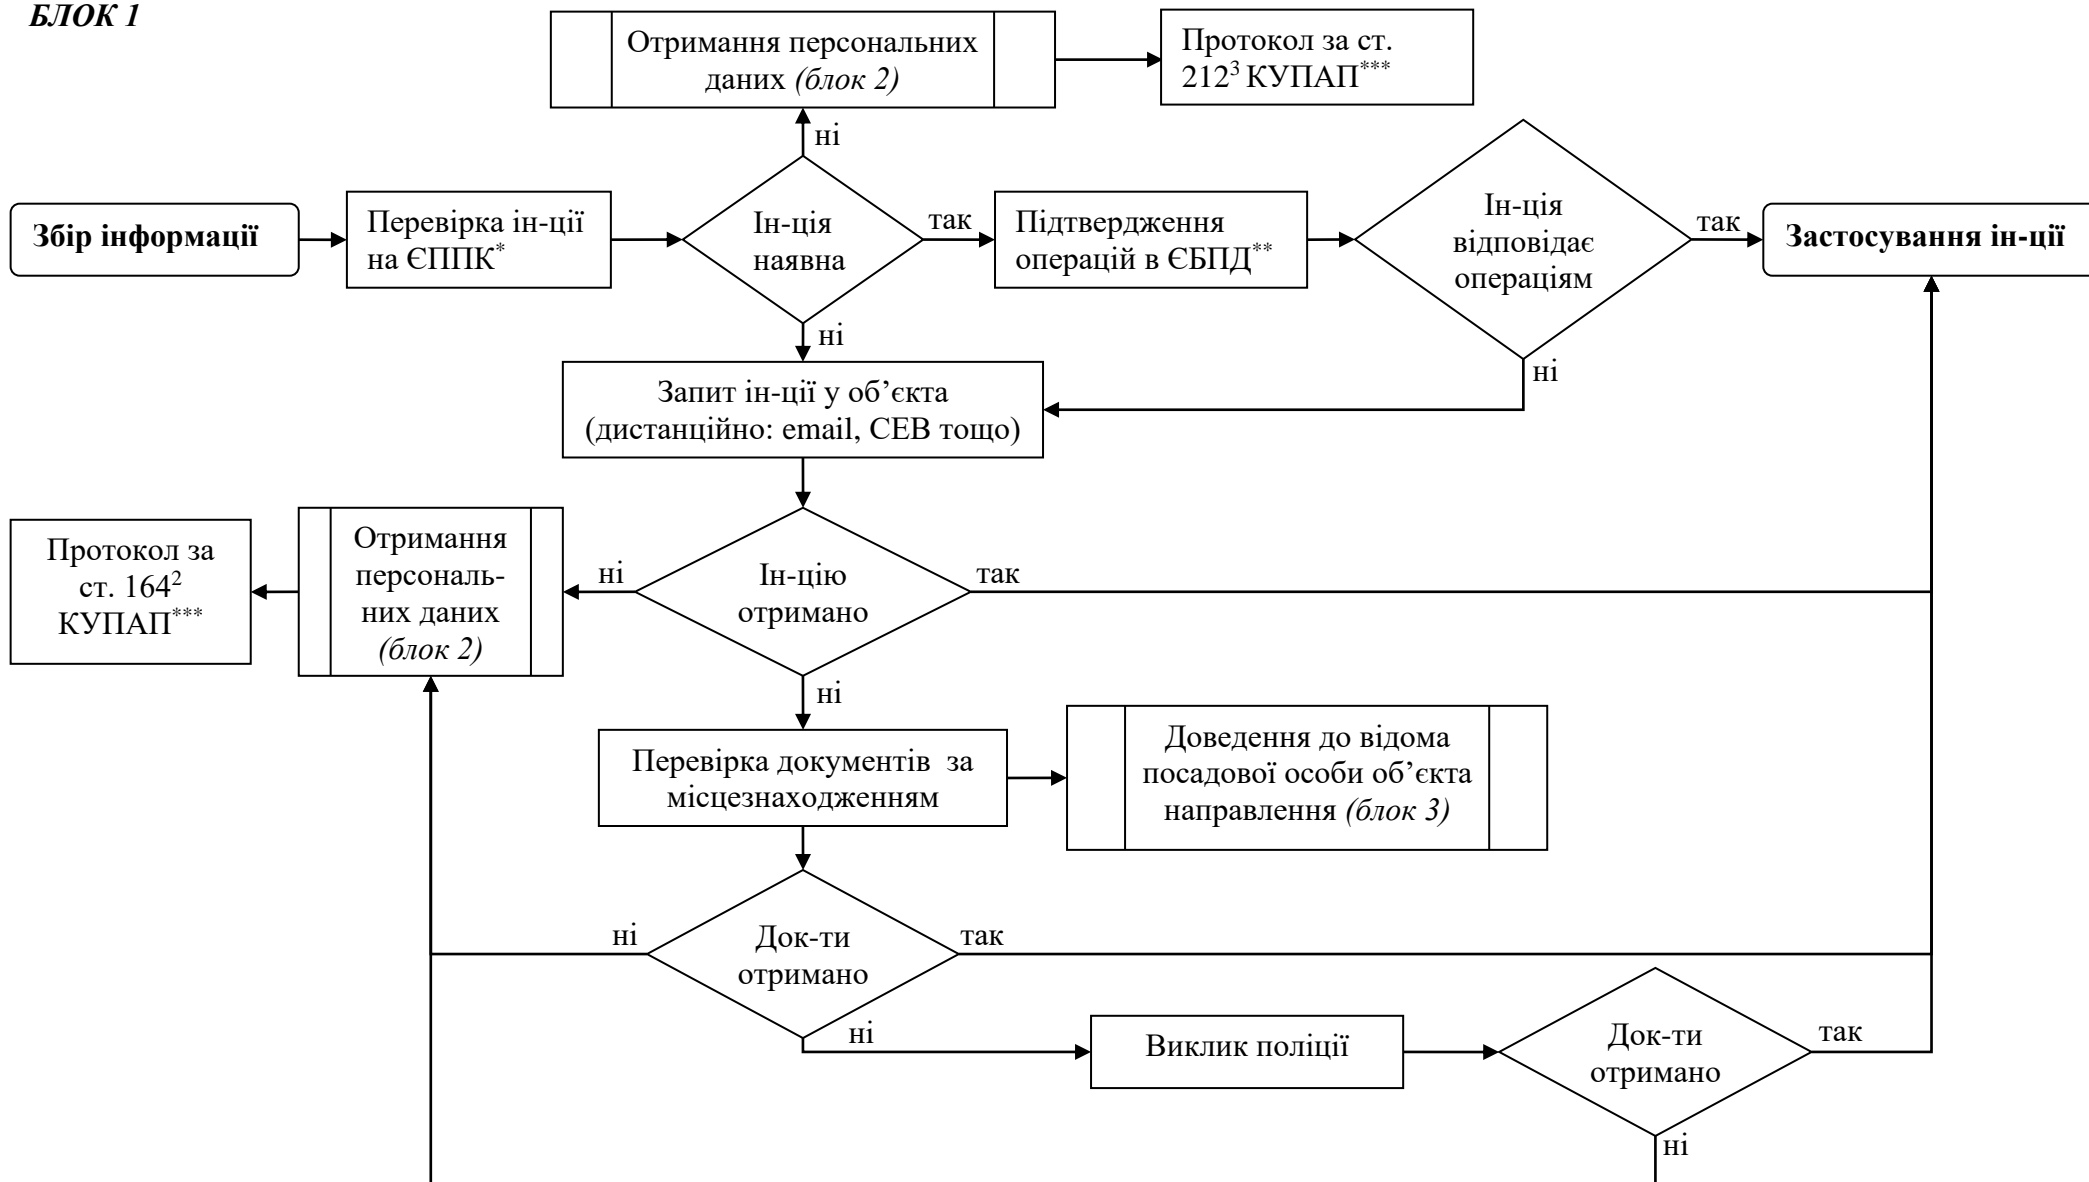 БЛОК 1
Отримання персональних
даних (блок 2)
Протокол за ст.
212³ КУПАП***
ні
Збір інформації
Перевірка ін-ції
на ЄППК*
Ін-ція
наявна
так
Підтвердження
операцій в ЄБПД**
Ін-ція
відповідає
операціям
так
Застосування ін-ції
ні
ні
Запит ін-ції у об’єкта
(дистанційно: email, СЕВ тощо)
Протокол за
ст. 164²
КУПАП***
Отримання
персональ-
них даних
(блок 2)
ні
Ін-цію
отримано
так
ні
Перевірка документів за
місцезнаходженням
Доведення до відома
посадової особи об’єкта
направлення (блок 3)
ні
Док-ти
отримано
так
ні
Виклик поліції
Док-ти
отримано
так
ні